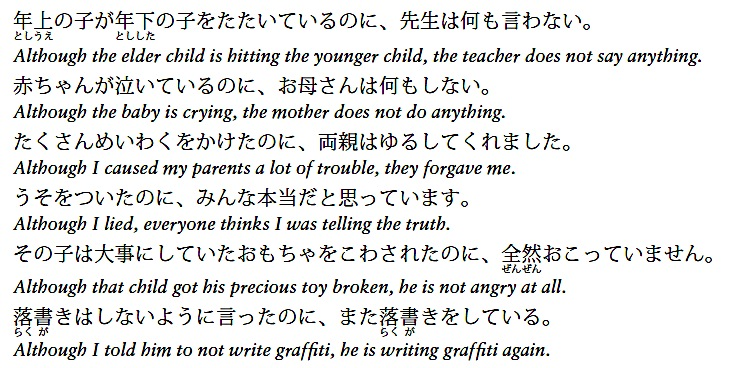 年上の子が年下の子をたたいているのに、先生は何も言わない。
としうえ とししした
Although the elder child is hitting the younger child, the teacher does not say anything.
赤ちゃんが泣いているのに、お母さんは何もしない。
Although the baby is crying, the mother does not do anything.
たくさんめいわくをかけたのに、両親はゆるしてくれました。
Although I caused my parents a lot of trouble, they forgave me.
うそをついたのに、みんな本当だと思っています。
Although I lied, everyone thinks I was telling the truth.
その子は大事にしていたおもちゃをこわされたのに、全然おこっていません。
ぜんぜん
Although that child got his precious toy broken, he is not angry at all.
落書きはしないように言ったのに、また落書きをしている。
らく が らく が
Although I told him to not write graffiti, he is writing graffiti again.